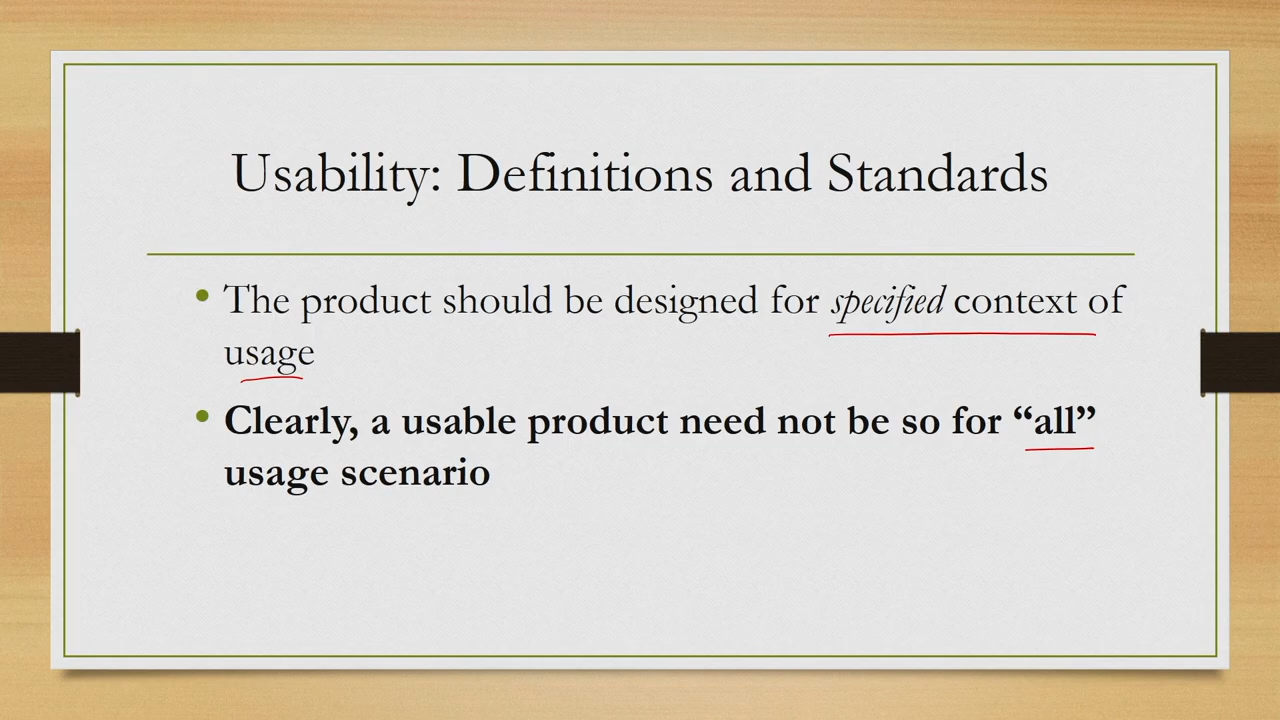 Usability: Definitions and Standards
The product should be designed for specified context of
usage
Clearly, a usable product need not be so for “all”
usage scenario